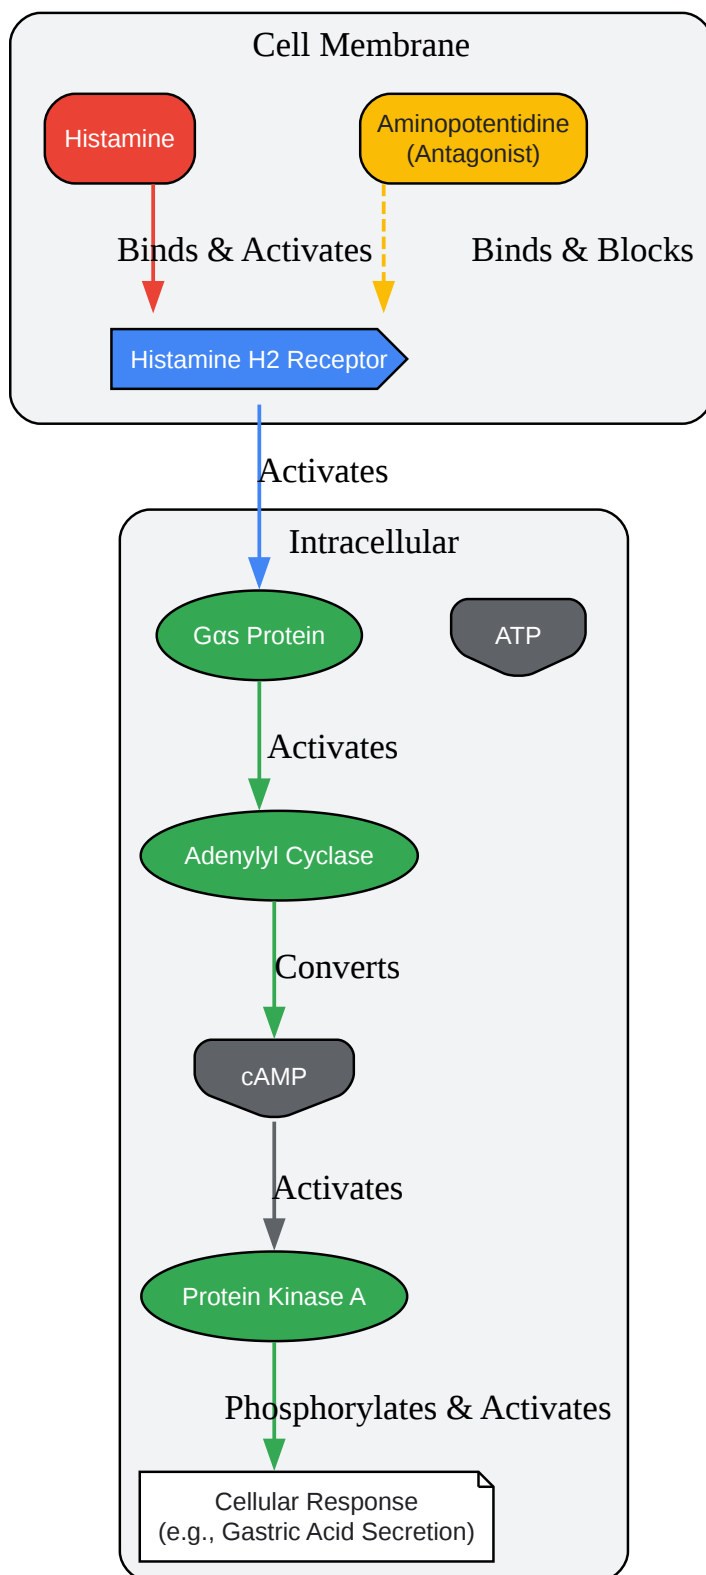 Cell Membrane
Histamine
Aminopotentidine
(Antagonist)
Binds & Activates
Binds & Blocks
Histamine H2 Receptor
Activates
Intracellular
Gαs Protein
ATP
Activates
Adenylyl Cyclase
Converts
cAMP
Activates
Protein Kinase A
Phosphorylates & Activates
Cellular Response
(e.g., Gastric Acid Secretion)